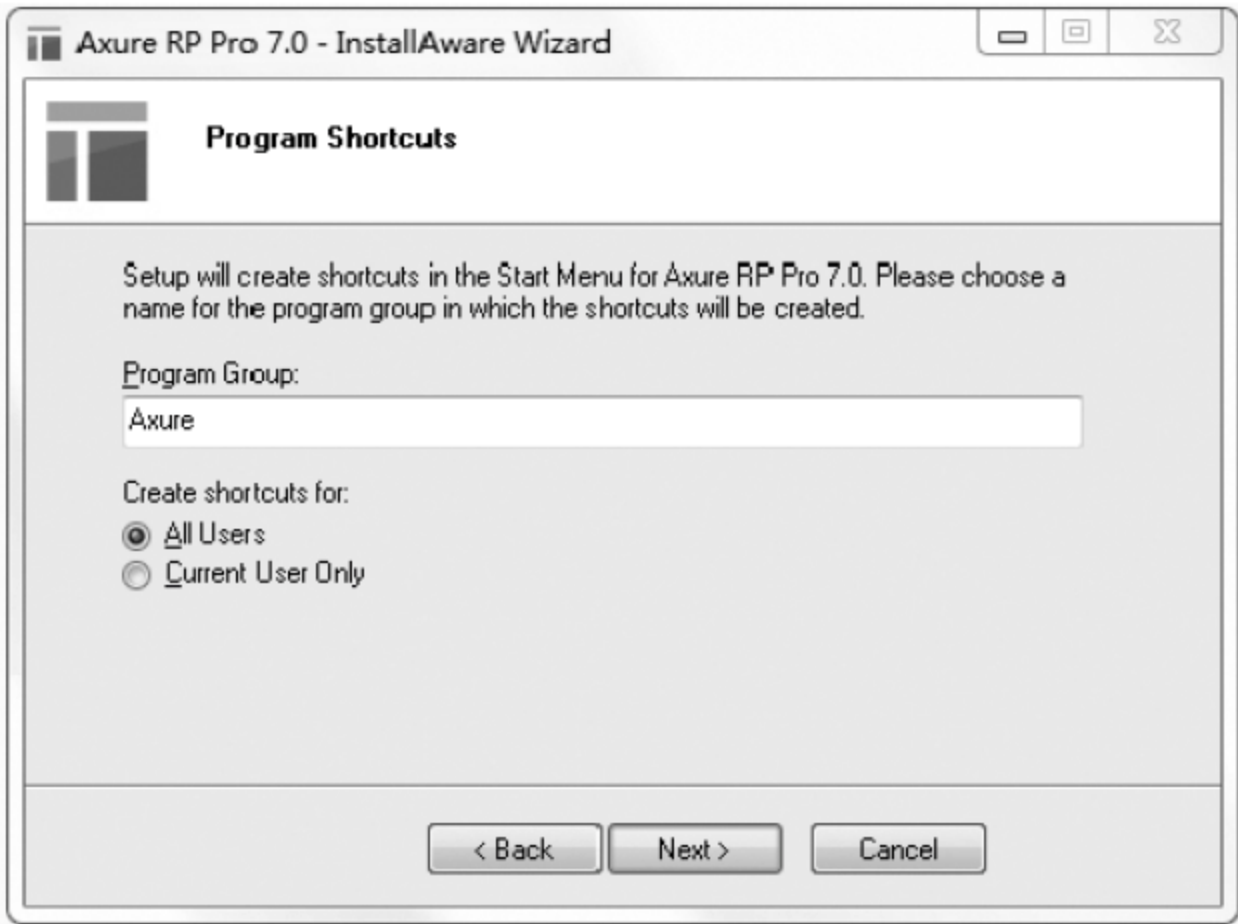 Axure RP Pro 7.0 - InstallAware Wizard
Program Shortcuts
Setup will create shortcuts in the Start Menu for Axure RP Pro 7.0. Please choose a
name for the program group in which the shortcuts will be created.
Program Group:
Axure
Create shortcuts for:
All Users
Current User Only
< Back Next > Cancel